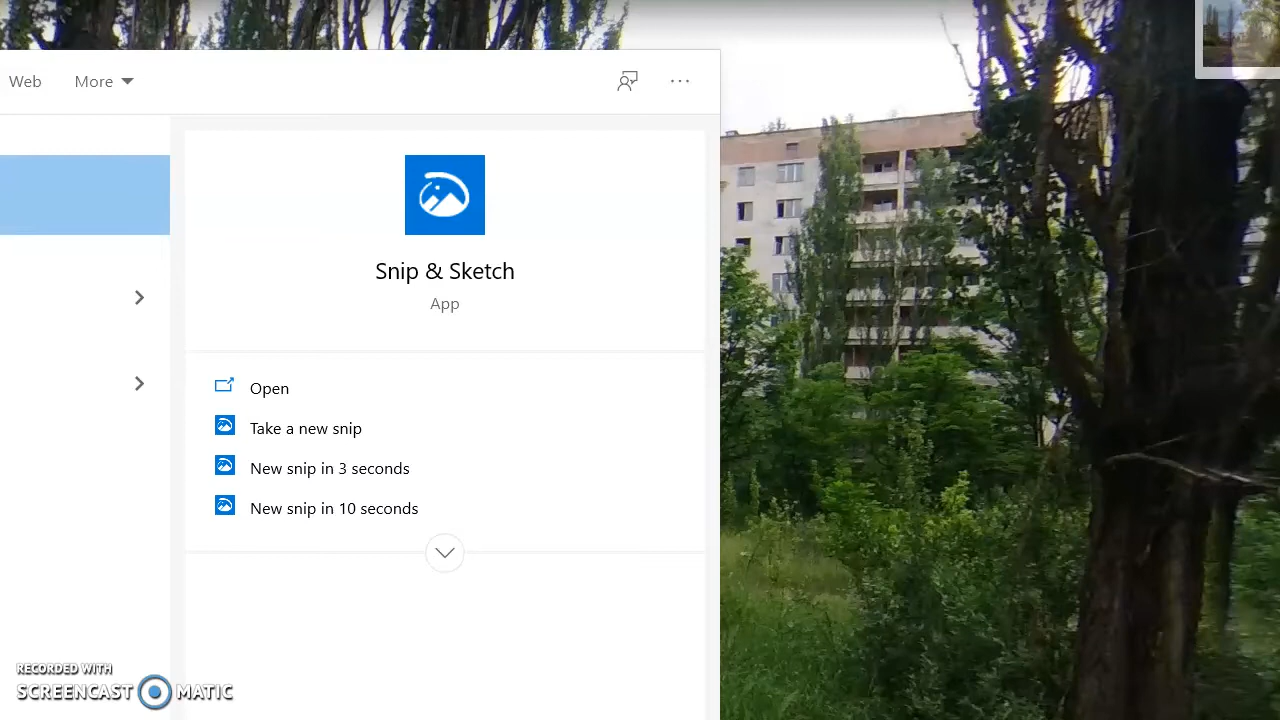 Web More
Snip & Sketch
App
Open
Take a new snip
New snip in 3 seconds
New snip in 10 seconds
RECORDED WITH
SCREENCAST MATIC